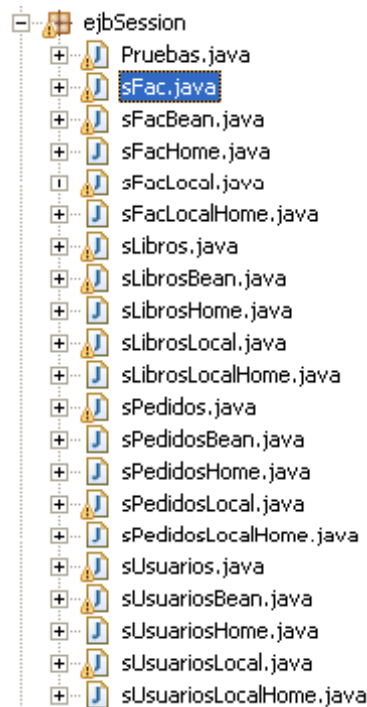 ejbSession
Pruebas.java
sFac.java
sFacBean.java
sFacHome.java
sFacLocal.java
sFacLocalHome.java
sLibros.java
sLibrosBean.java
sLibrosHome.java
sLibrosLocal.java
sLibrosLocalHome.java
sPedidos.java
sPedidosBean.java
sPedidosHome.java
sPedidosLocal.java
sPedidosLocalHome.java
sUsuarios.java
sUsuariosBean.java
sUsuariosHome.java
sUsuariosLocal.java
sUsuariosLocalHome.java